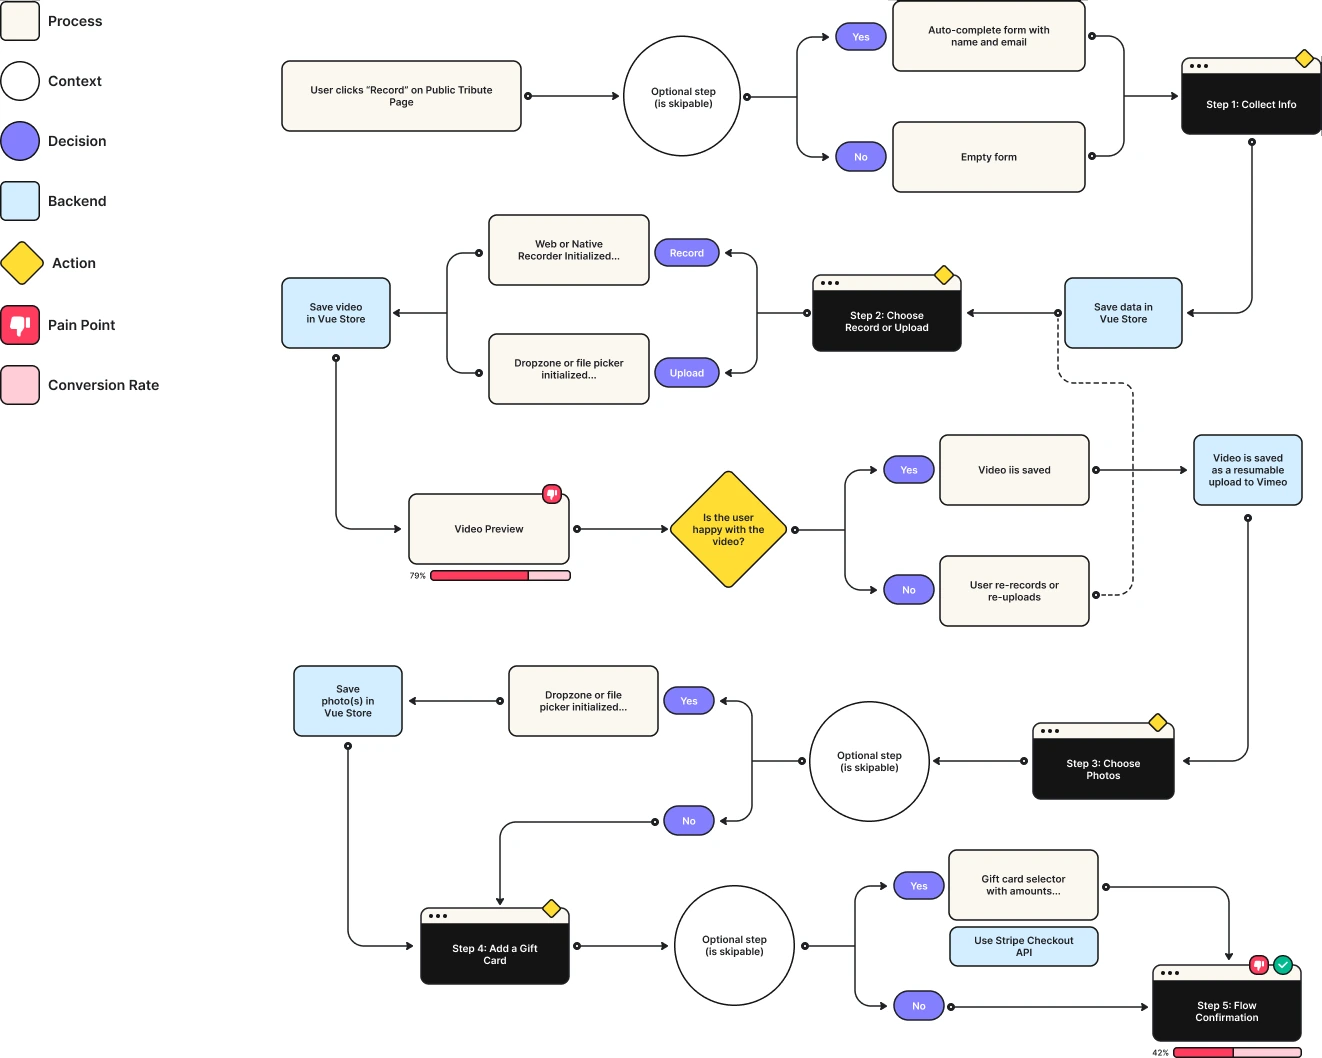 Process
Context
Decision
Backend
Action
Pain Point
Conversion Rate
User clicks “Record” on Public Tribute
Page
Optional step
(is skipable)
Yes
Auto-complete form with
name and email
No
Empty form
Step 1: Collect Info
Save data in
Vue Store
Step 2: Choose
Record or Upload
Record
Web or Native
Recorder Initialized...
Upload
Dropzone or file picker
initialized...
Save video
in Vue Store
Video Preview
79%
Is the user
happy with the
video?
Yes
Video iis saved
No
User re-records or
re-uploads
Video is saved
as a resumable
upload to Vimeo
Step 3: Choose
Photos
Optional step
(is skipable)
Yes
Dropzone or file
picker initialized...
Save
photo(s) in
Vue Store
No
Step 4: Add a Gift
Card
Optional step
(is skipable)
Yes
Gift card selector
with amounts...
Use Stripe Checkout
API
No
Step 5: Flow
Confirmation
42%